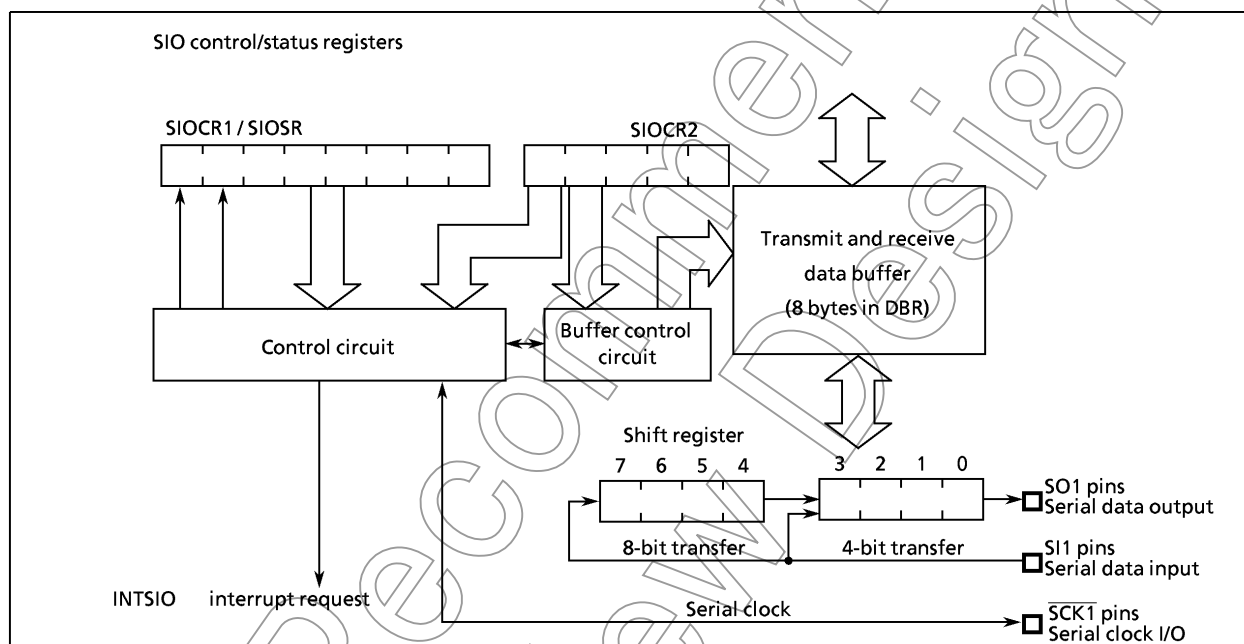 SIO control/status registers
SIOCR1 / SIOSR
SIOCR2
Transmit and receive
data buffer
(8 bytes in DBR)
Control circuit
Buffer control
circuit
Shift register
7 6 5 4
3 2 1 0
SO1 pins
Serial data output
8-bit transfer
4-bit transfer
SI1 pins
Serial data input
INTSIO interrupt request
Serial clock
SCK1 pins
Serial clock I/O